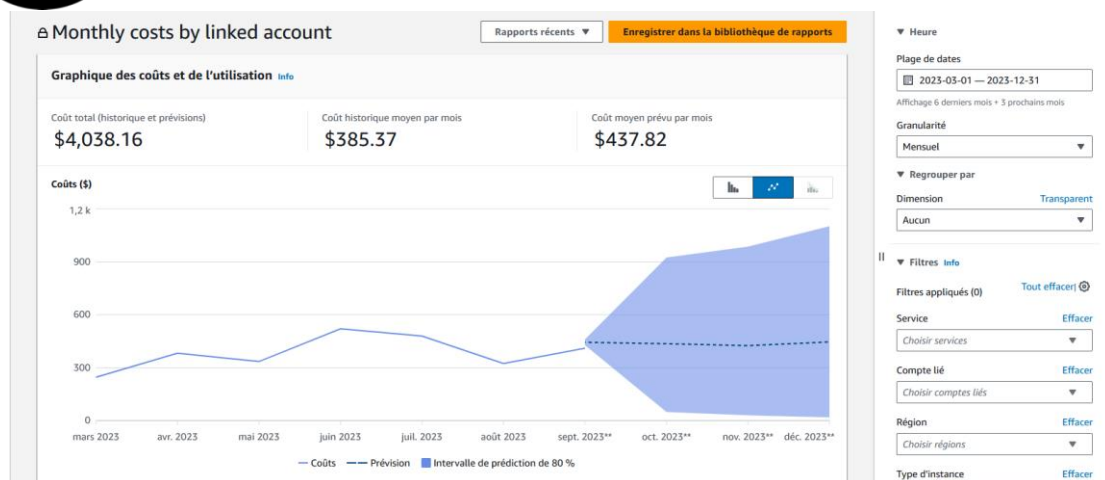 Monthly costs by linked account
Rapports récents
Enregistrer dans la bibliothèque de rapports
Graphique des coûts et de l'utilisation Info
Coût total (historique et prévisions)
$4,038.16
Coût historique moyen par mois
$385.37
Coût moyen prévu par mois
$437.82
Coûts ($)
1,2 k
900
600
300
0
mars 2023 avr. 2023 mai 2023 juin 2023 juil. 2023 août 2023 sept. 2023** oct. 2023** nov. 2023** déc. 2023**
Coûts Prévision Intervalle de prédiction de 80 %
Heure
Plage de dates
2023-03-01 — 2023-12-31
Affichage 6 derniers mois + 3 prochains mois
Granularité
Mensuel
Regrouper par
Dimension Transparent
Aucun
Filtres Info
Filtres appliqués (0) Tout effacer
Service Effacer
Choisir services
Compte lié Effacer
Choisir comptes liés
Région Effacer
Choisir régions
Type d'instance Effacer